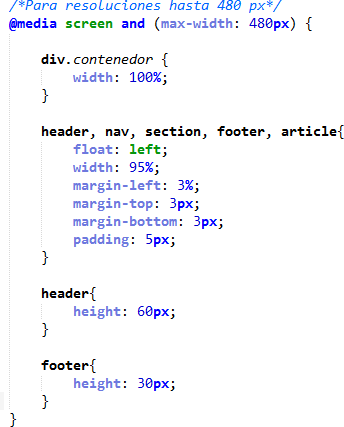 /*Para resoluciones hasta 480 px*/
@media screen and (max-width: 480px) {
div.contenedor {
width: 100%;
}
header, nav, section, footer, article{
float: left;
width: 95%;
margin-left: 3%;
margin-top: 3px;
margin-bottom: 3px;
padding: 5px;
}
header{
height: 60px;
}
footer{
height: 30px;
}
}